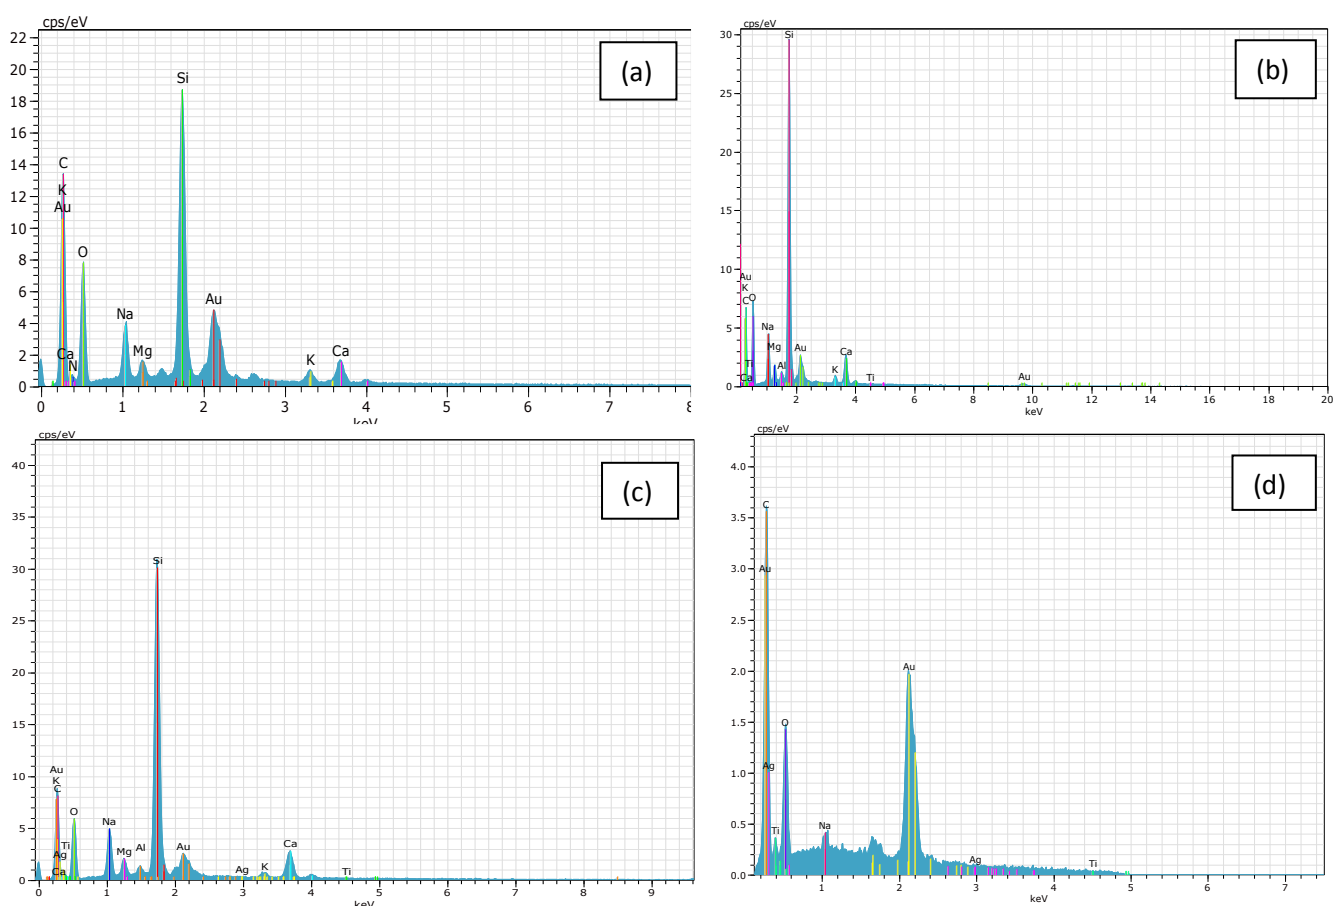 cps/eV
22
20
18
16
14
12
10
8
6
4
2
0
(a)
Si
C
K
Au
O
Na
Mg
Au
K
Ca
Ca
N
0 1 2 3 4 5 6 7 8
keV
cps/eV
30
25
20
15
10
5
0
(b)
Si
Au
K
C O
Na
Mg
Ti
Al
Ca
Au
K
Ca
Ti
Au
2 4 6 8 10 12 14 16 18 20
keV
cps/eV
40
35
30
25
20
15
10
5
0
(c)
Si
Au
K
C
O
Ti
Ag
Ca
Na
Mg
Al
Au
Ag
K
Ca
Ti
0 1 2 3 4 5 6 7 8 9
keV
cps/eV
4.0
3.5
3.0
2.5
2.0
1.5
1.0
0.5
0.0
(d)
C
Au
Au
O
Ag
Ti
Na
Ag
Ti
1 2 3 4 5 6 7
keV